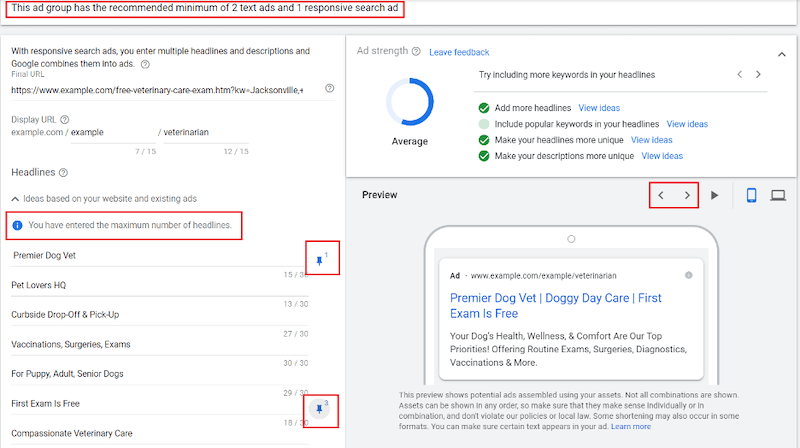 This ad group has the recommended minimum of 2 text ads and 1 responsive search ad
With responsive search ads, you enter multiple headlines and descriptions and
Google combines them into ads.
Final URL
https://www.example.com/free-veterinary-care-exam.htm?kw=Jacksonville,+
Display URL
example.com / example / veterinarian
7 / 15 12 / 15
Headlines
Ideas based on your website and existing ads
You have entered the maximum number of headlines.
Premier Dog Vet 1
15 / 30
Pet Lovers HQ
13 / 30
Curbside Drop-Off & Pick-Up
27 / 30
Vaccinations, Surgeries, Exams
30 / 30
For Puppy, Adult, Senior Dogs
29 / 30
First Exam Is Free
18 / 30
Compassionate Veterinary Care
Ad strength Leave feedback
Average
Try including more keywords in your headlines
Add more headlines View ideas
Include popular keywords in your headlines View ideas
Make your headlines more unique View ideas
Make your descriptions more unique View ideas
Preview
Ad · www.example.com/example/veterinarian
Premier Dog Vet | Doggy Day Care | First
Exam Is Free
Your Dog's Health, Wellness, & Comfort Are Our Top
Priorities! Offering Routine Exams, Surgeries, Diagnostics,
Vaccinations & More.
This preview shows potential ads assembled using your assets. Not all combinations are shown.
Assets can be shown in any order, so make sure that they make sense individually or in
combination, and don't violate our policies or local law. Some shortening may also occur in some
formats. You can make sure certain text appears in your ad. Learn more